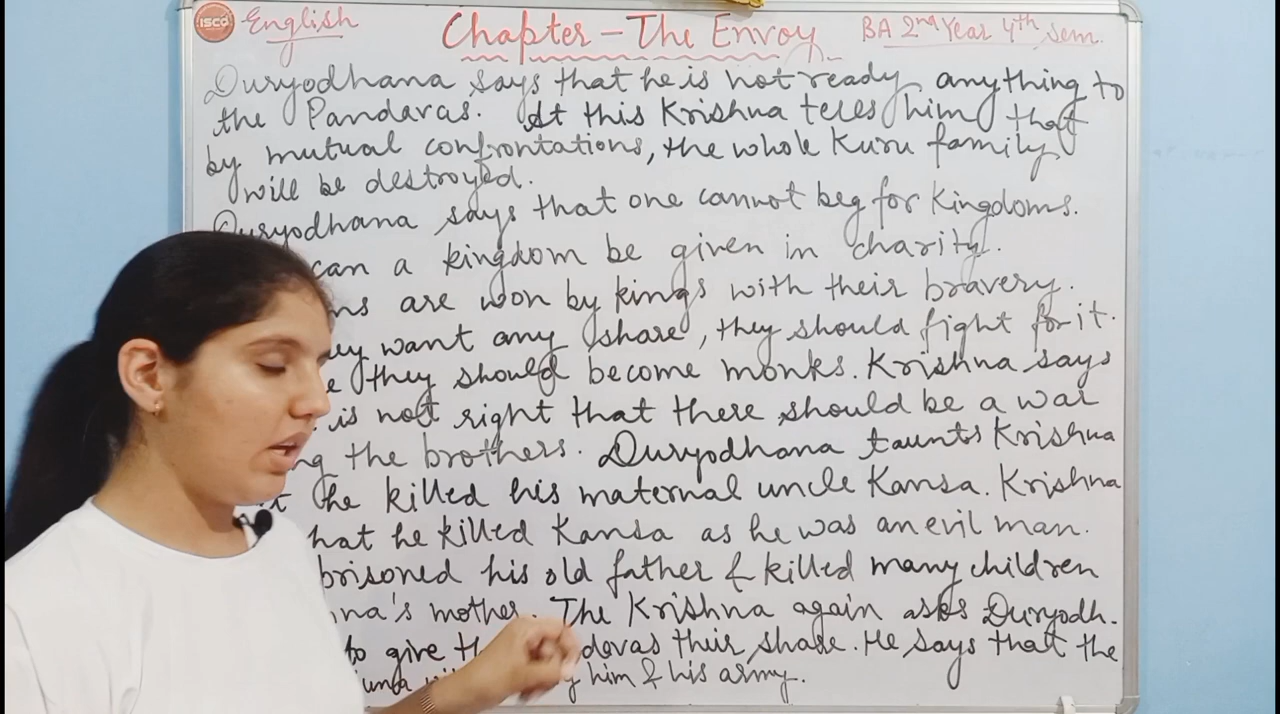 ISCO English Chapter – The Envoy BA 2nd Year 4th Sem.
Duryodhana says that he is not ready anything to
the Pandavas. At this Krishna teles him that
by mutual confrontations, the whole Kuru family
will be destroyed.
Duryodhana says that one cannot beg for Kingdoms.
can a kingdom be given in charity.
are won by kings with their bravery.
want any share, they should fight for it.
they should become monks. Krishna says
is not right that there should be a war
the brothers. Duryodhana taunts Krishna
he killed his maternal uncle Kansa. Krishna
he killed Kansa as he was an evil man.
his old father & killed many children
mother. The Krishna again asks Duryodh.
to give their share. He says that the
him & his army.